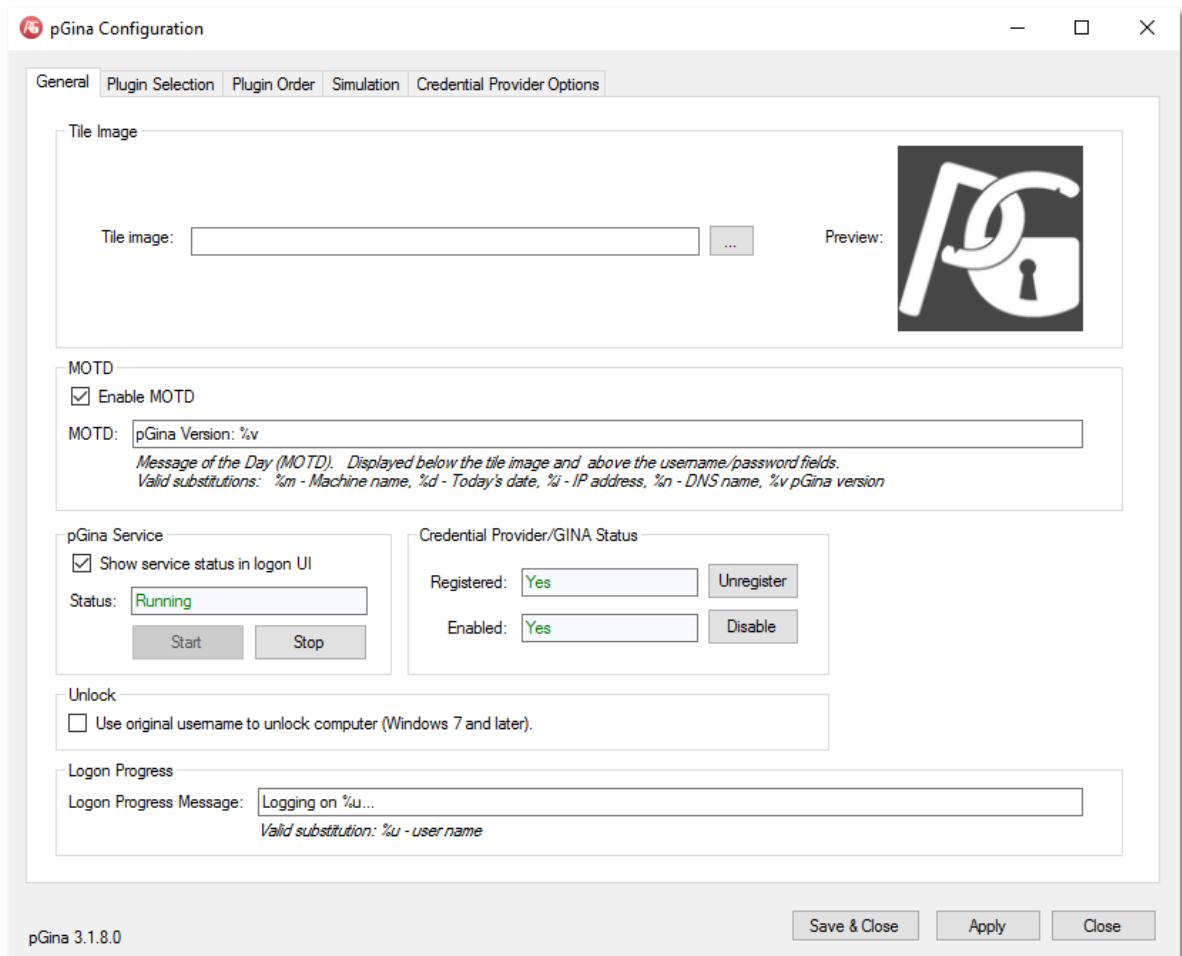 pGina Configuration
General Plugin Selection Plugin Order Simulation Credential Provider Options
Tile Image
Tile image: ... Preview:
MOTD
Enable MOTD
MOTD: pGina Version: %v
Message of the Day (MOTD). Displayed below the tile image and above the username/password fields.
Valid substitutions: %m - Machine name, %d - Today's date, %i - IP address, %n - DNS name, %v pGina version
pGina Service
Show service status in logon UI
Status: Running
Start Stop
Credential Provider/GINA Status
Registered: Yes Unregister
Enabled: Yes Disable
Unlock
Use original username to unlock computer (Windows 7 and later).
Logon Progress
Logon Progress Message: Logging on %u...
Valid substitution: %u - user name
pGina 3.1.8.0
Save & Close Apply Close